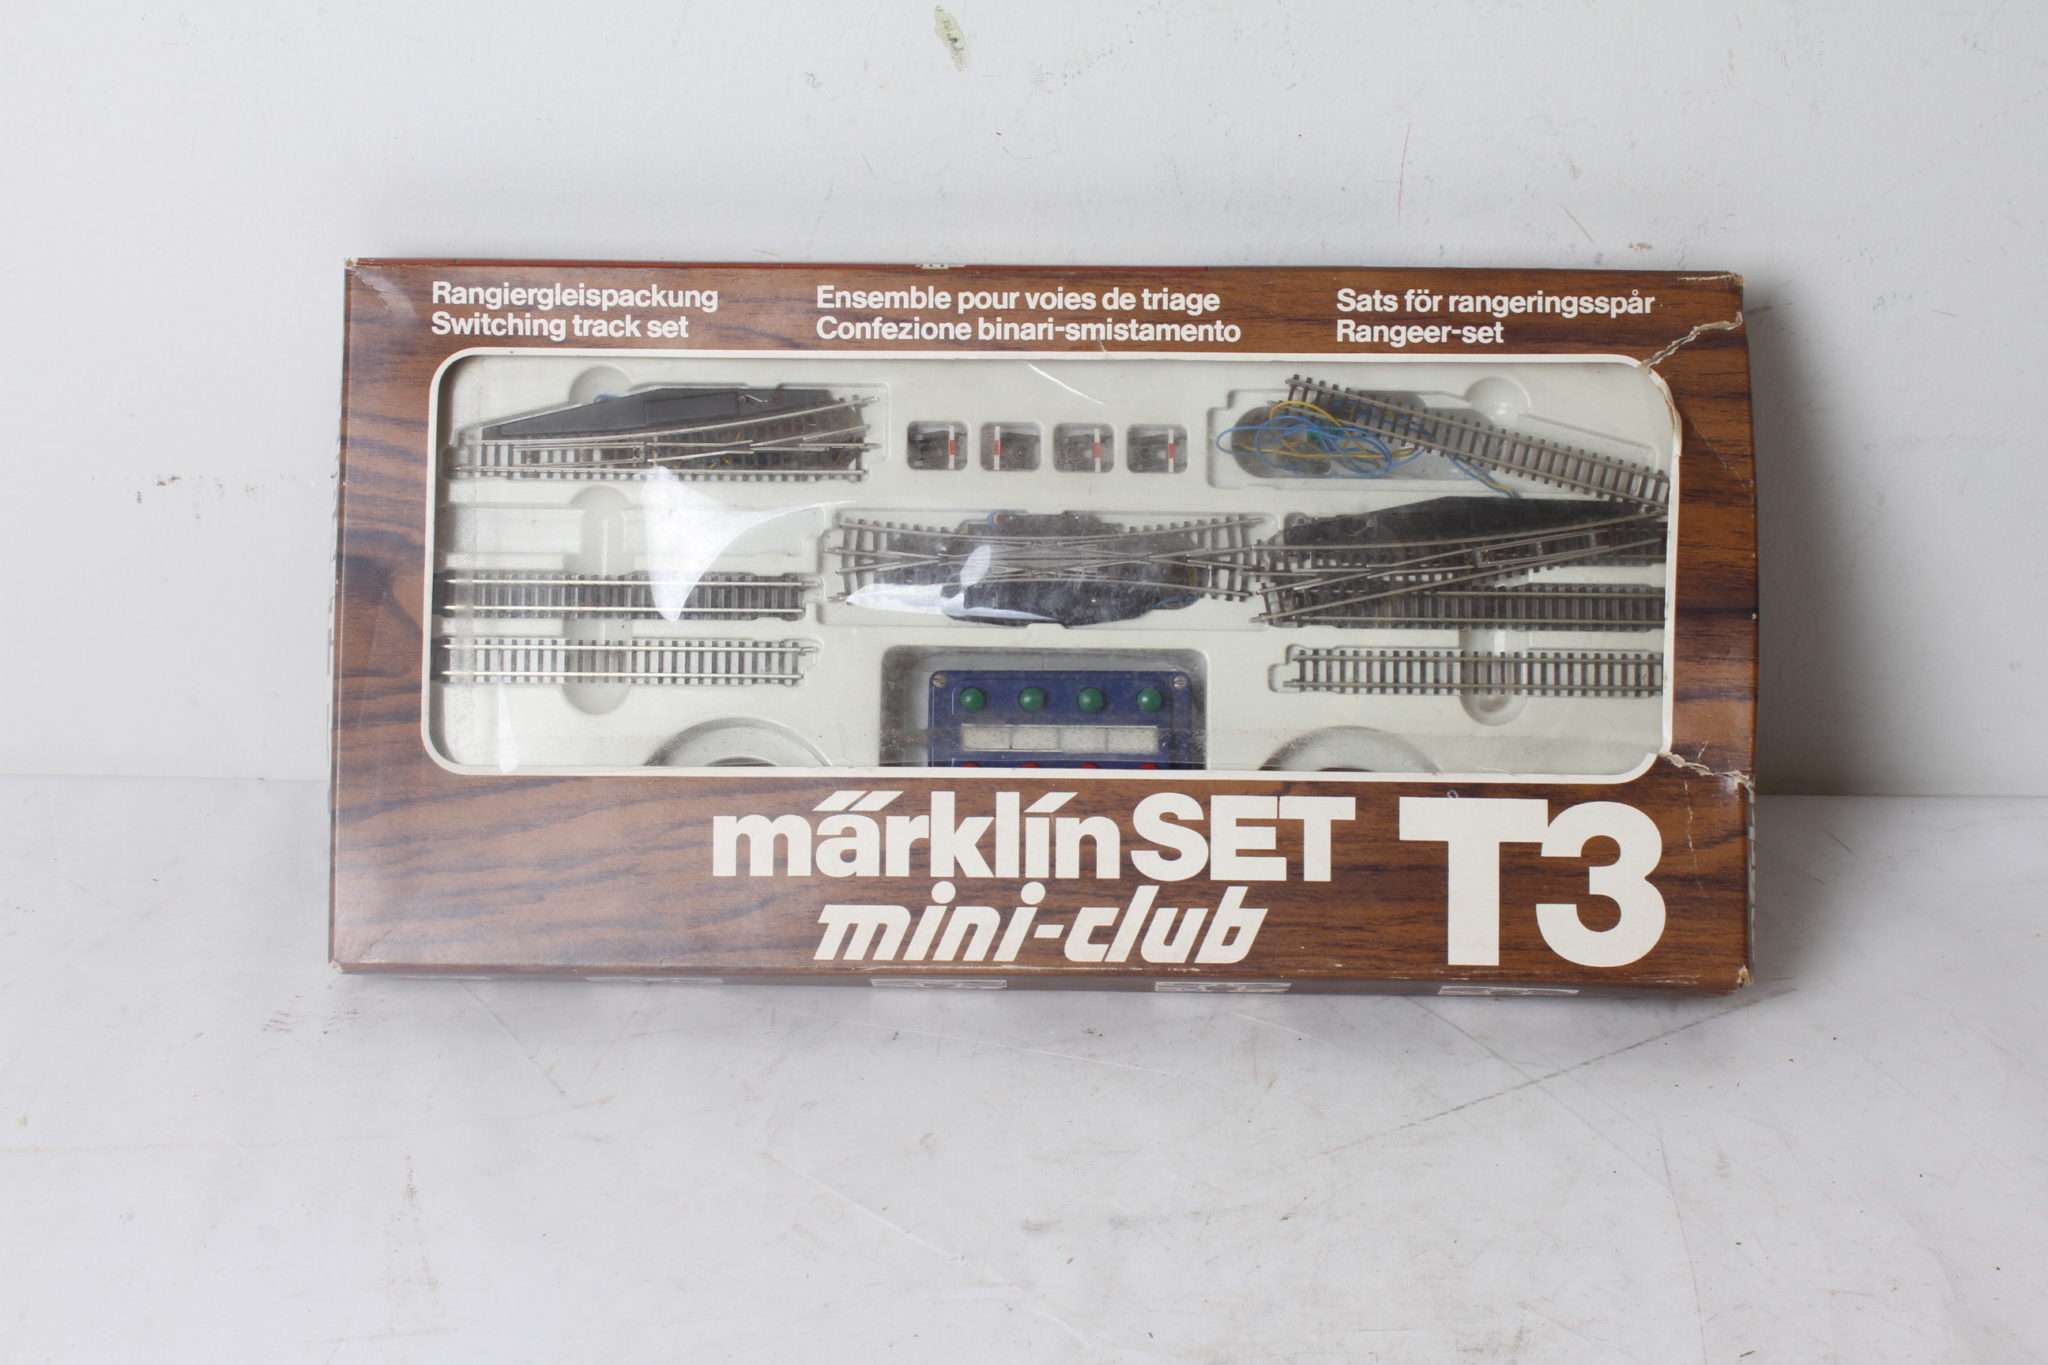 Rangiergleispackung
Switching track set
Ensemble pour voies de triage
Confezione binari-smistamento
Sats för rangeringsspår
Rangeer-set
märklin SET T3
mini-club